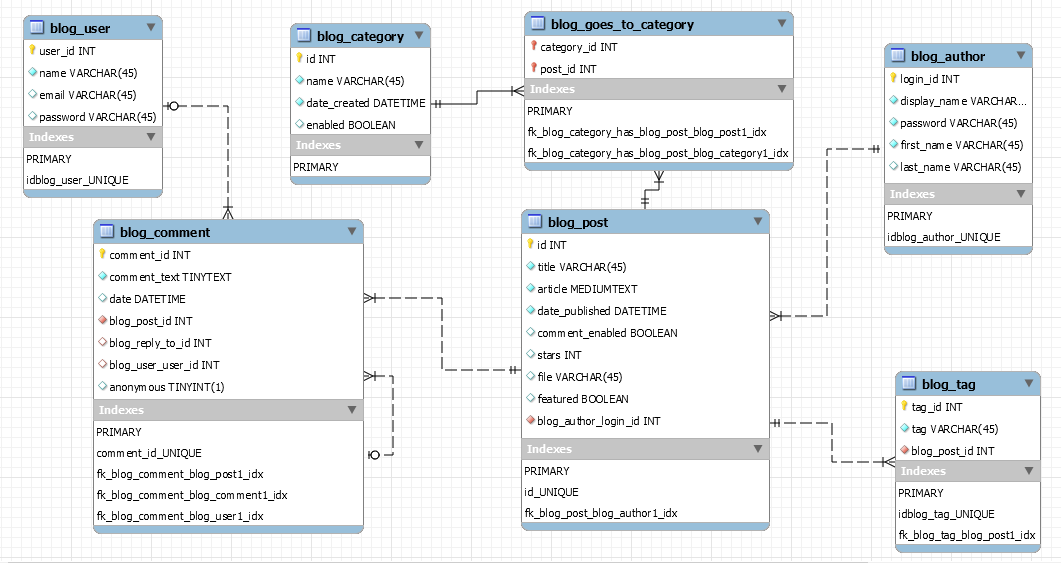 blog_user
user_id INT
name VARCHAR(45)
email VARCHAR(45)
password VARCHAR(45)
Indexes
PRIMARY
idblog_user_UNIQUE
blog_category
id INT
name VARCHAR(45)
date_created DATETIME
enabled BOOLEAN
Indexes
PRIMARY
blog_goes_to_category
category_id INT
post_id INT
Indexes
PRIMARY
fk_blog_category_has_blog_post_blog_post1_idx
fk_blog_category_has_blog_post_blog_category1_idx
blog_author
login_id INT
display_name VARCHAR...
password VARCHAR(45)
first_name VARCHAR(45)
last_name VARCHAR(45)
Indexes
PRIMARY
idblog_author_UNIQUE
blog_comment
comment_id INT
comment_text TINYTEXT
date DATETIME
blog_post_id INT
blog_reply_to_id INT
blog_user_user_id INT
anonymous TINYINT(1)
Indexes
PRIMARY
comment_id_UNIQUE
fk_blog_comment_blog_post1_idx
fk_blog_comment_blog_comment1_idx
fk_blog_comment_blog_user1_idx
blog_post
id INT
title VARCHAR(45)
article MEDIUMTEXT
date_published DATETIME
comment_enabled BOOLEAN
stars INT
file VARCHAR(45)
featured BOOLEAN
blog_author_login_id INT
Indexes
PRIMARY
id_UNIQUE
fk_blog_post_blog_author1_idx
blog_tag
tag_id INT
tag VARCHAR(45)
blog_post_id INT
Indexes
PRIMARY
idblog_tag_UNIQUE
fk_blog_tag_blog_post1_idx